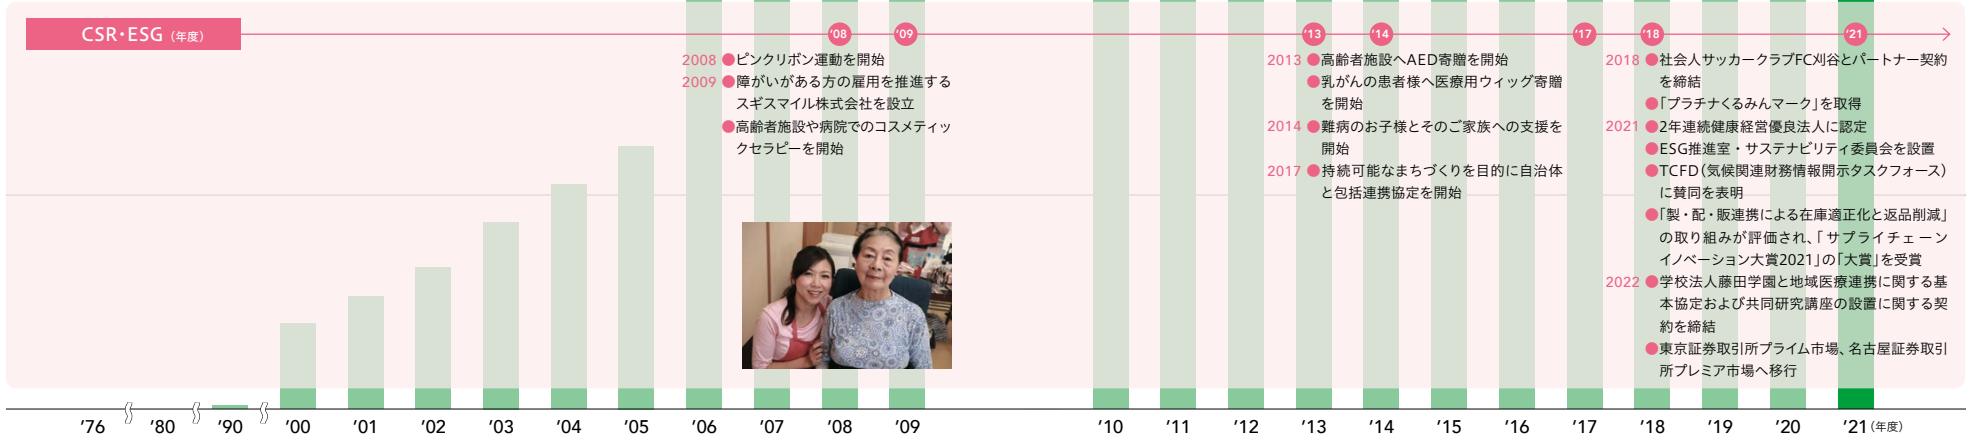 CSR・ESG（年度）
'08
'09
'13
'14
'17
'18
'21
2008 ●ピンクリボン運動を開始
2009 ●障がいがある方の雇用を推進する
スギスマイル株式会社を設立
●高齢者施設や病院でのコスメティッ
クセラピーを開始
2013 ●高齢者施設へAED寄贈を開始
●乳がんの患者様へ医療用ウィッグ寄贈
を開始
2014 ●難病のお子様とそのご家族への支援を
開始
2017 ●持続可能なまちづくりを目的に自治体
と包括連携協定を開始
2018 ●社会人サッカークラブFC刈谷とパートナー契約
を締結
●「プラチナくるみんマーク」を取得
2021 ●2年連続健康経営優良法人に認定
●ESG推進室・サステナビリティ委員会を設置
●TCFD（気候関連財務情報開示タスクフォース）
に賛同を表明
●「製・配・販連携による在庫適正化と返品削減」
の取り組みが評価され、「サプライチェーン
イノベーション大賞2021」の「大賞」を受賞
2022 ●学校法人藤田学園と地域医療連携に関する基
本協定および共同研究講座の設置に関する契
約を締結
●東京証券取引所プライム市場、名古屋証券取引
所プレミア市場へ移行
'76 '80 '90 '00 '01 '02 '03 '04 '05 '06 '07 '08 '09 '10 '11 '12 '13 '14 '15 '16 '17 '18 '19 '20 '21（年度）